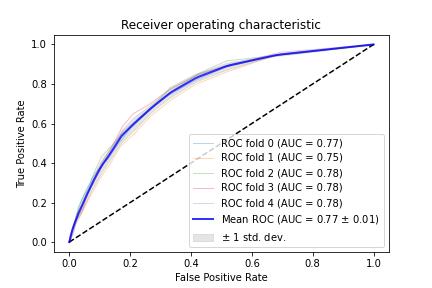 Receiver operating characteristic
True Positive Rate
1.0
0.8
0.6
0.4
0.2
0.0
ROC fold 0 (AUC = 0.77)
ROC fold 1 (AUC = 0.75)
ROC fold 2 (AUC = 0.78)
ROC fold 3 (AUC = 0.78)
ROC fold 4 (AUC = 0.78)
Mean ROC (AUC = 0.77 ± 0.01)
± 1 std. dev.
0.0 0.2 0.4 0.6 0.8 1.0
False Positive Rate